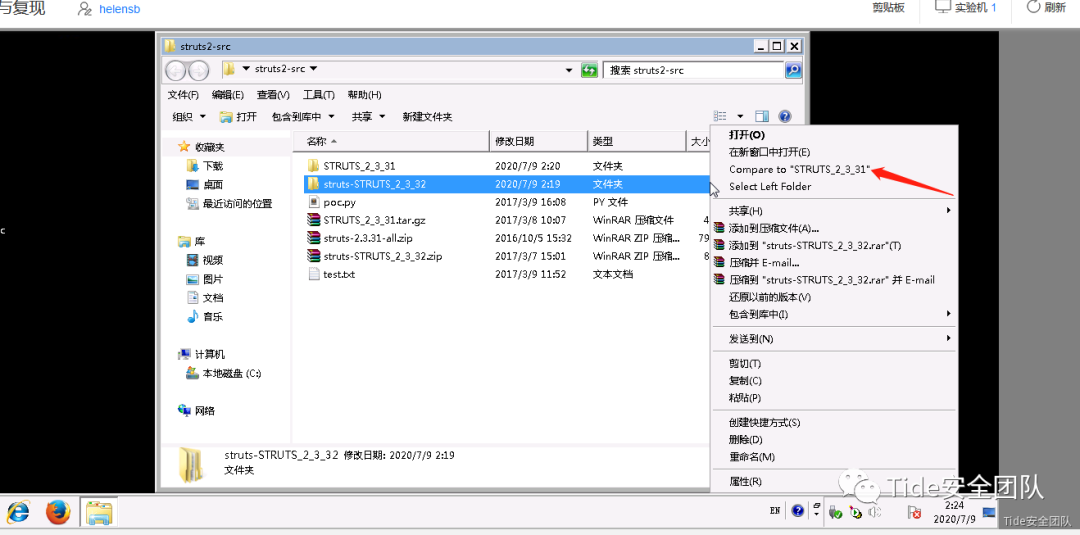 与复现
helensb
剪贴板
实验机 1
刷新
struts2-src
struts2-src
搜索 struts2-src
文件(F) 编辑(E) 查看(V) 工具(T) 帮助(H)
组织 打开 包含到库中 共享 新建文件夹
收藏夹
下载
桌面
最近访问的位置
库
视频
图片
文档
音乐
计算机
本地磁盘 (C:)
网络
名称 修改日期 类型 大小
STRUTS_2_3_31 2020/7/9 2:20 文件夹
struts-STRUTS_2_3_32 2020/7/9 2:19 文件夹
poc.py 2017/3/9 16:08 PY 文件
STRUTS_2_3_31.tar.gz 2017/3/8 10:07 WinRAR 压缩文件 4
struts-2.3.31-all.zip 2016/10/5 15:32 WinRAR ZIP 压缩... 79
struts-STRUTS_2_3_32.zip 2017/3/7 15:01 WinRAR ZIP 压缩... 8
test.txt 2017/3/9 11:52 文本文档
c
打开(O)
在新窗口中打开(E)
Compare to "STRUTS_2_3_31"
Select Left Folder
共享(H)
添加到压缩文件(A)...
添加到 "struts-STRUTS_2_3_32.rar"(T)
压缩并 E-mail...
压缩到 "struts-STRUTS_2_3_32.rar" 并 E-mail
还原以前的版本(V)
包含到库中(I)
发送到(N)
剪切(T)
复制(C)
粘贴(P)
创建快捷方式(S)
删除(D)
重命名(M)
属性(R)
struts-STRUTS_2_3_32 修改日期: 2020/7/9 2:19
文件夹
Tide安全团队
EN
2:24
2020/7/9
Tide安全团队